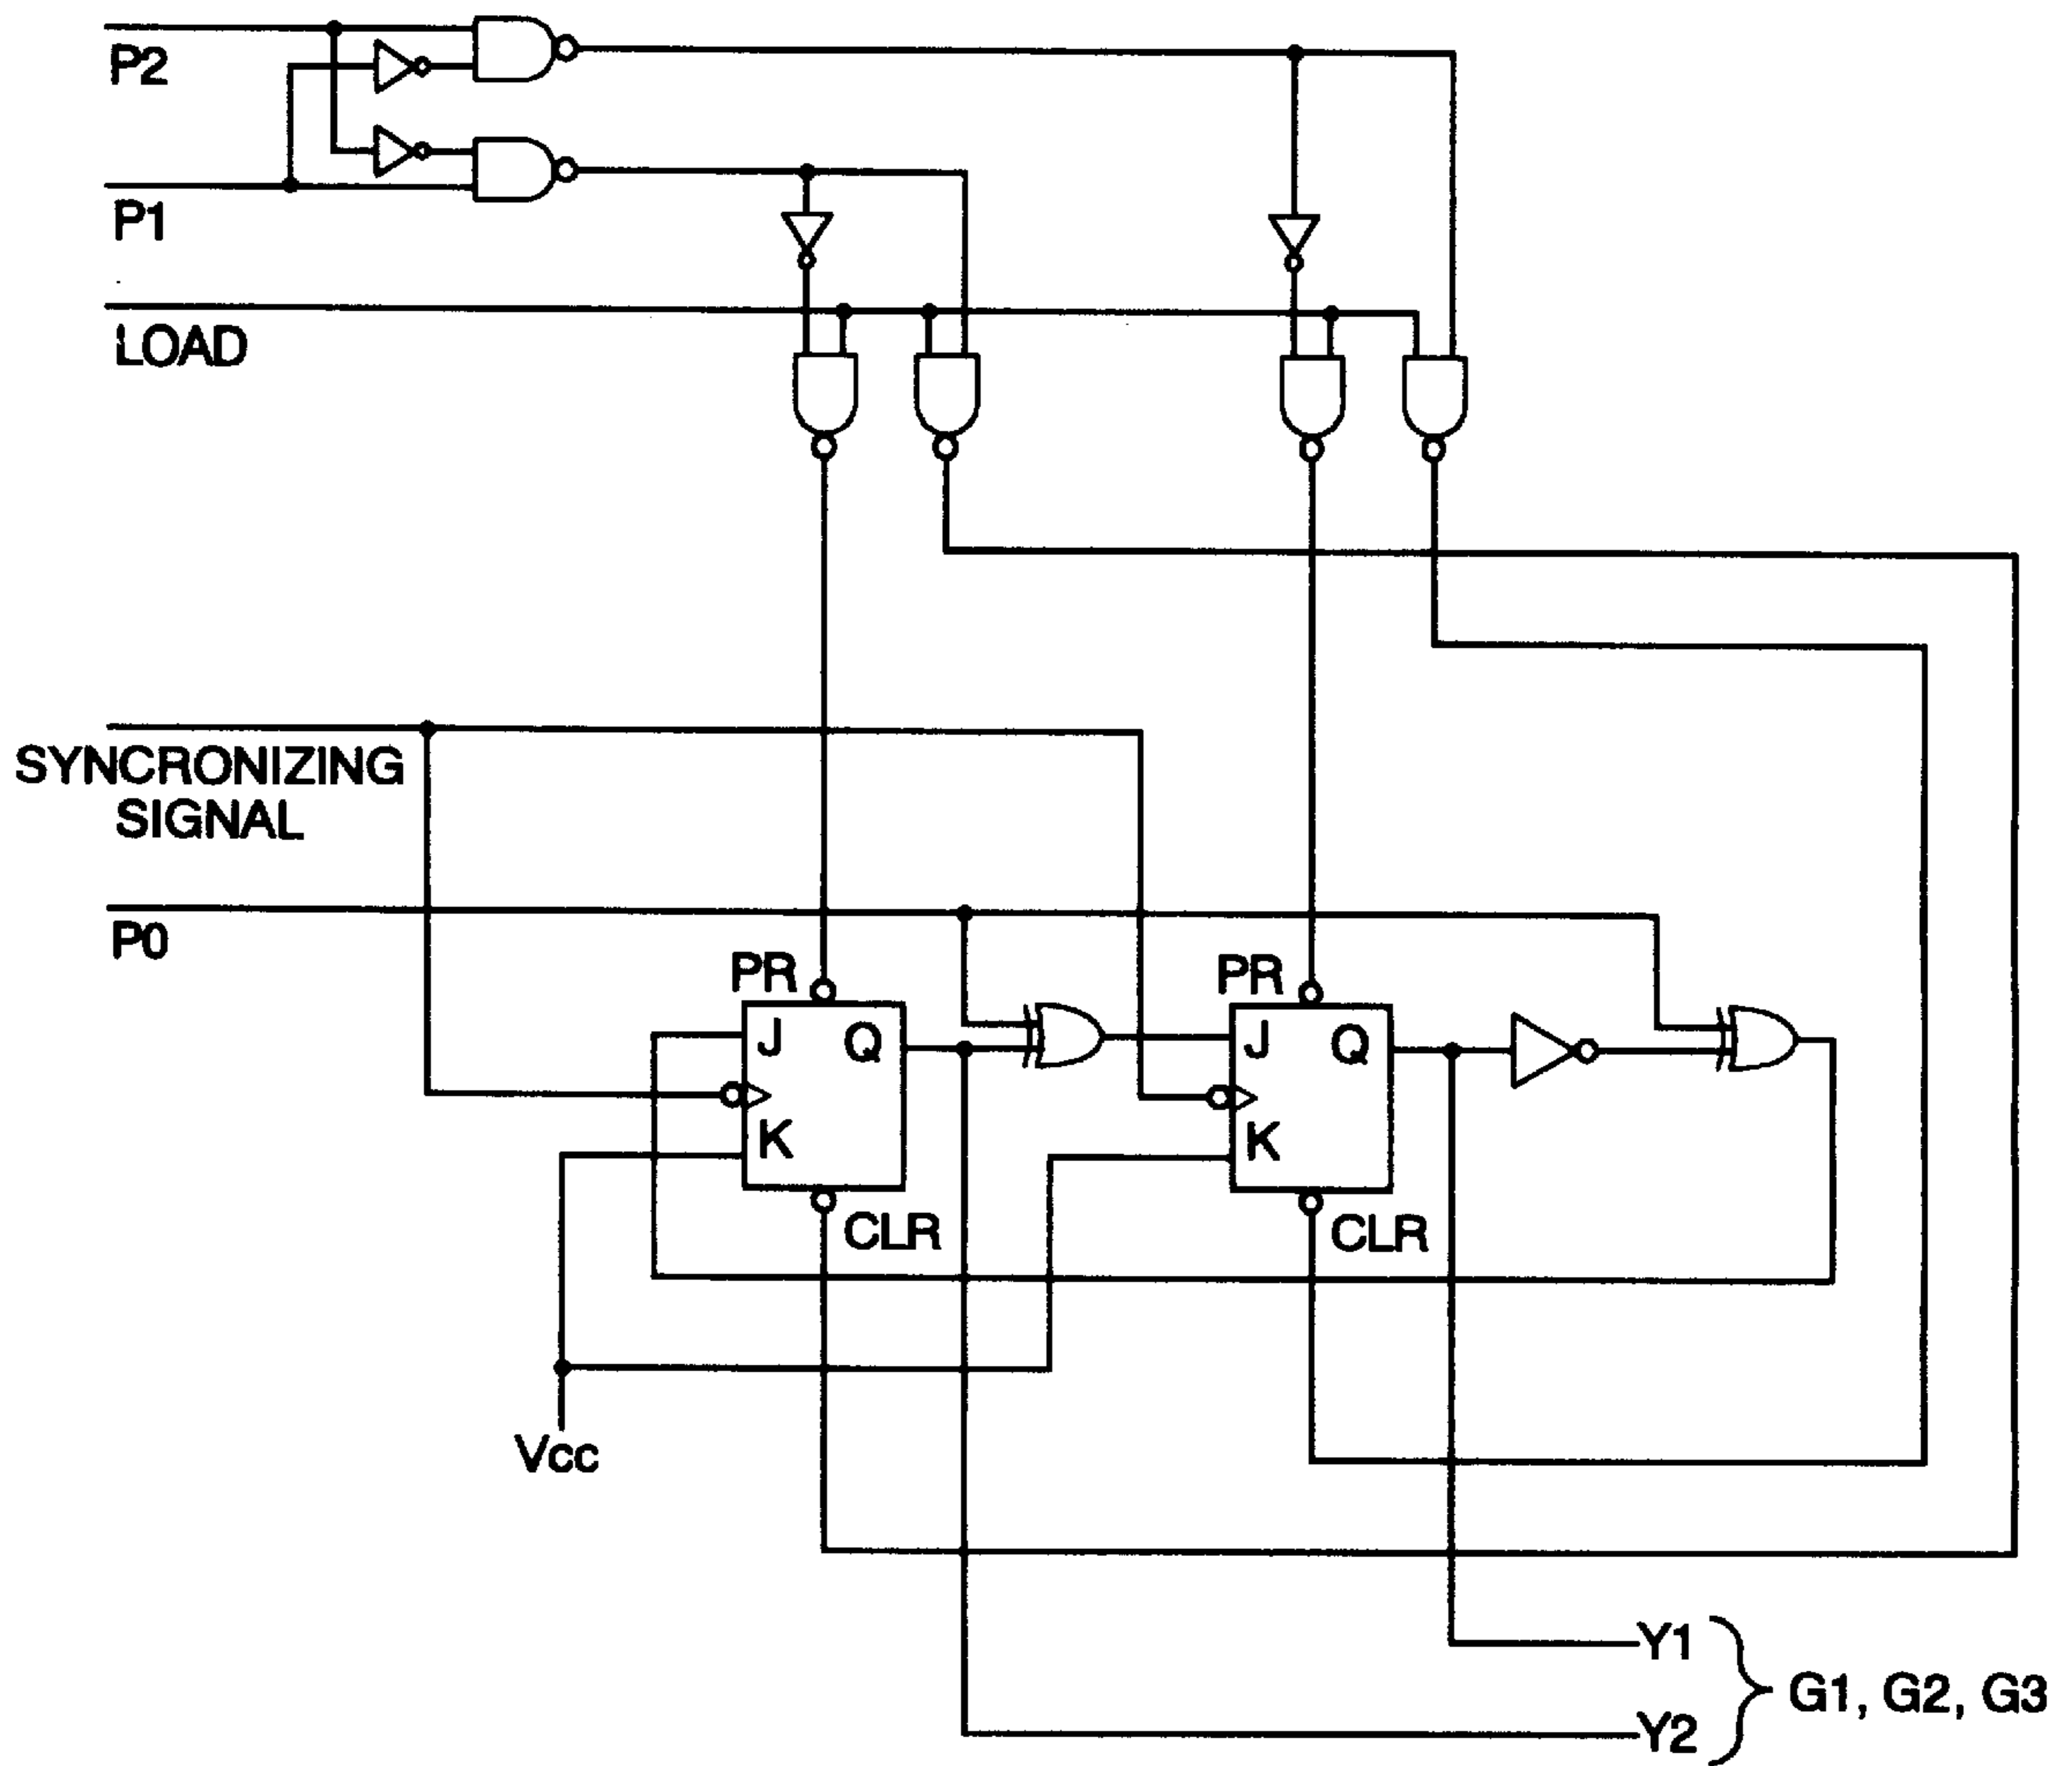 P2
P1
LOAD
SYNCRONIZING
SIGNAL
P0
PR
PR
J Q
J Q
K
K
CLR
CLR
Vcc
Y1
G1, G2, G3
Y2